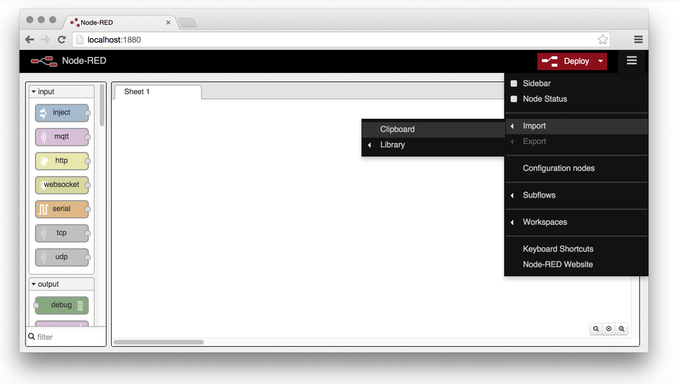 Node-RED
localhost:1880
Node-RED
Deploy
Sidebar
Node Status
Import
Export
Configuration nodes
Subflows
Workspaces
Keyboard Shortcuts
Node-RED Website
Clipboard
Library
Sheet 1
input
inject
mqtt
http
websocket
serial
tcp
udp
output
debug
filter